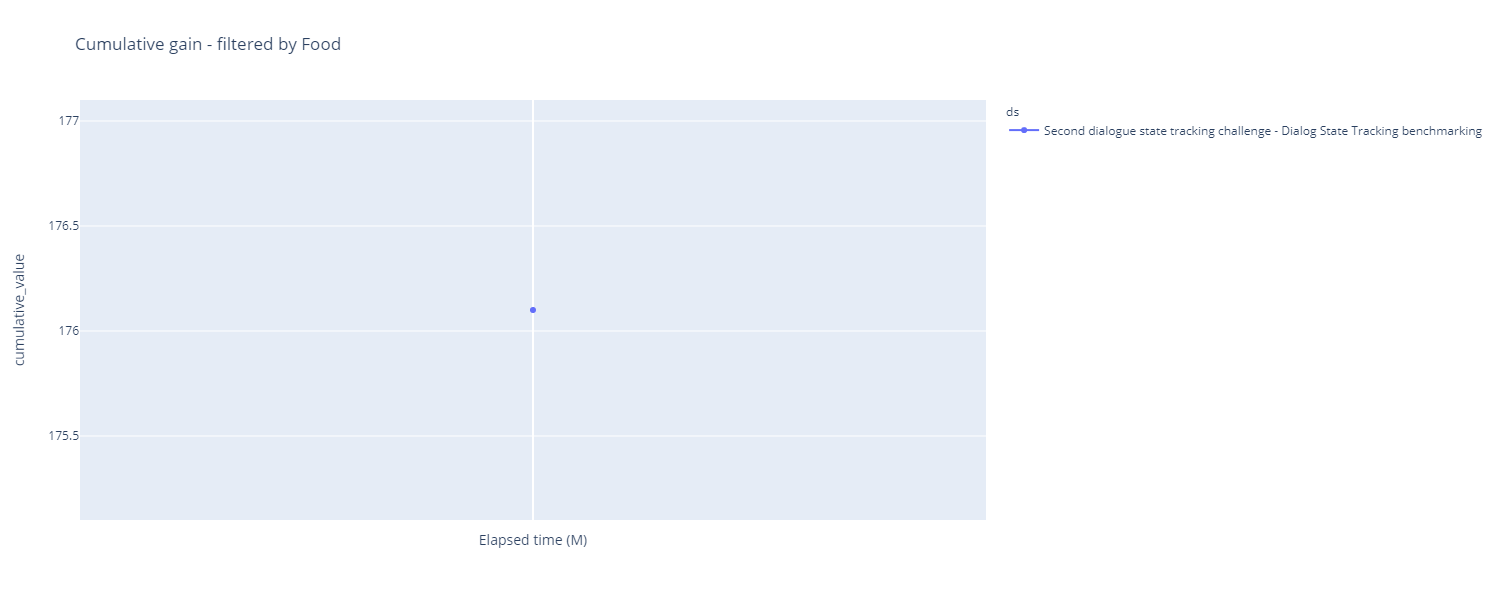 Cumulative gain - filtered by Food
ds
Second dialogue state tracking challenge - Dialog State Tracking benchmarking
177
176.5
176
175.5
cumulative_value
Elapsed time (M)